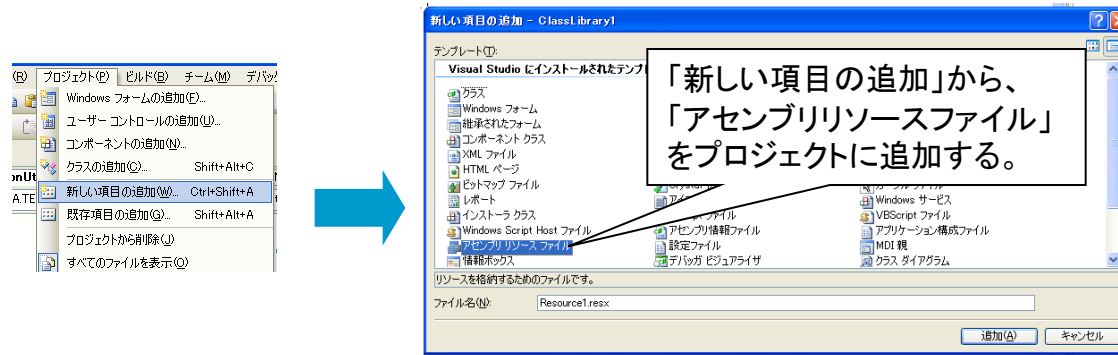 (R) プロジェクト(P) ビルド(B) チーム(M) デバッ
Windows フォームの追加(F)...
ユーザー コントロールの追加(U)...
コンポーネントの追加(N)...
クラスの追加(C)... Shift+Alt+C
新しい項目の追加(W)... Ctrl+Shift+A
既存項目の追加(G)... Shift+Alt+A
プロジェクトから削除(J)
すべてのファイルを表示(O)
onUt
A.TE
新しい項目の追加 - ClassLibrary1
テンプレート(T):
Visual Studio にインストールされたテンプ
「新しい項目の追加」から、
「アセンブリリソースファイル」
をプロジェクトに追加する。
クラス
Windows フォーム
継承されたフォーム
コンポーネント クラス
XML ファイル
HTML ページ
ビットマップ ファイル
レポート
インストーラ クラス
Windows Script Host ファイル
アセンブリ リソース ファイル
情報ボックス
ファイル
アセンブリ情報ファイル
設定ファイル
デバッガ ビジュアライザ
Windows サービス
VBScript ファイル
アプリケーション構成ファイル
MDI 親
クラス ダイアグラム
リソースを格納するためのファイルです。
ファイル名(N): Resource1.resx
追加(A) キャンセル